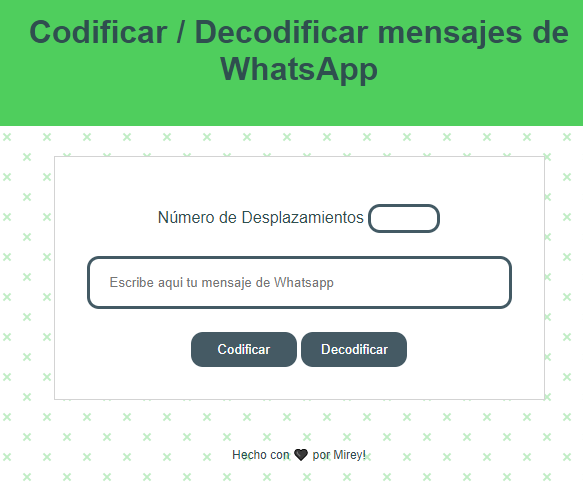 Codificar / Decodificar mensajes de
WhatsApp
Número de Desplazamientos
Escribe aqui tu mensaje de Whatsapp
Codificar Decodificar
Hecho con 🖤 por Mirey!